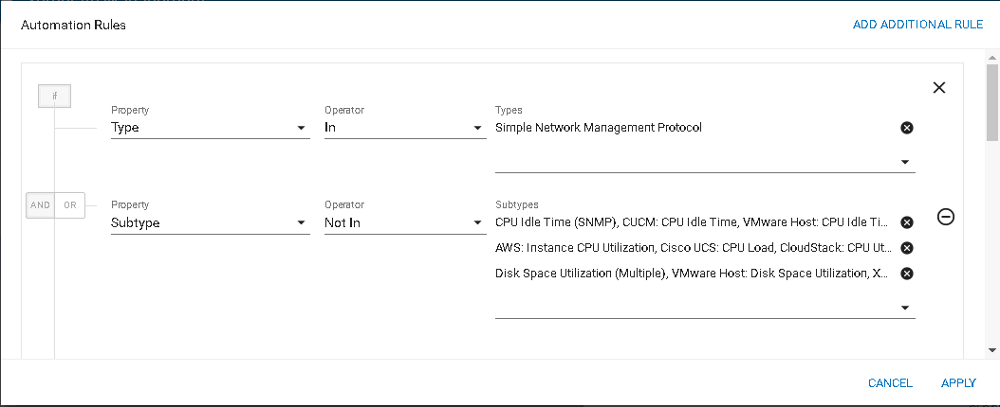 Automation Rules
ADD ADDITIONAL RULE
if
Property
Operator
Types
Type
In
Simple Network Management Protocol
AND
OR
Property
Operator
Subtypes
Subtype
Not In
CPU Idle Time (SNMP), CUCM: CPU Idle Time, VMware Host: CPU Idle Ti...
AWS: Instance CPU Utilization, Cisco UCS: CPU Load, CloudStack: CPU Ut...
Disk Space Utilization (Multiple), VMware Host: Disk Space Utilization, X...
CANCEL
APPLY